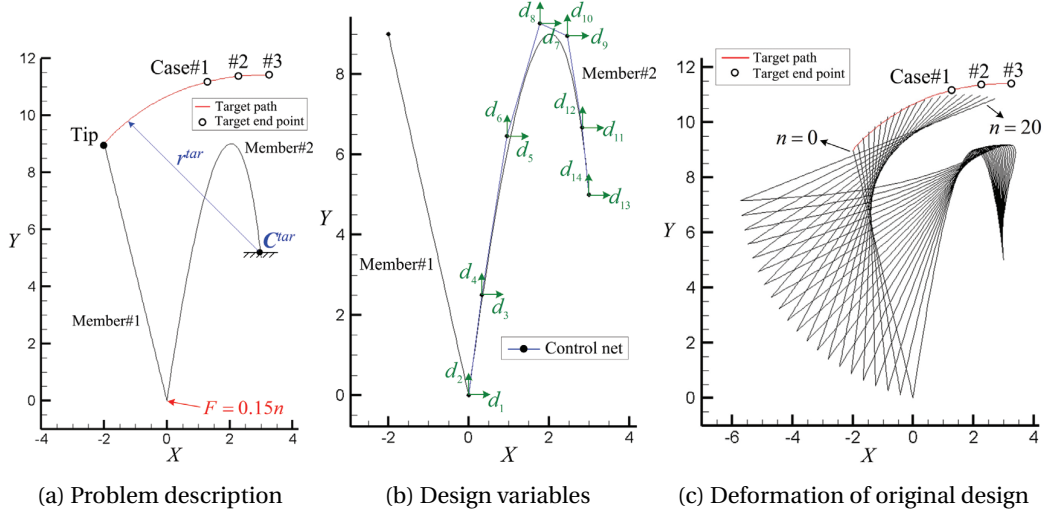 12
10
8
6
4
2
0
-4
-2
0
2
4
Y
X
Case#1
#2
#3
Target path
Target end point
Tip
r^tar
Member#2
C^tar
Member#1
F = 0.15n
(a) Problem description
8
6
4
2
0
-2
0
2
4
Y
X
d8
d10
d7
d9
Member#2
d6
d12
d5
d11
d14
d13
Member#1
d4
d3
Control net
d2
d1
(b) Design variables
Target path
Target end point
12
10
8
6
4
2
0
-6
-4
-2
0
2
4
Y
X
Case#1
#2
#3
n = 0
n = 20
(c) Deformation of original design